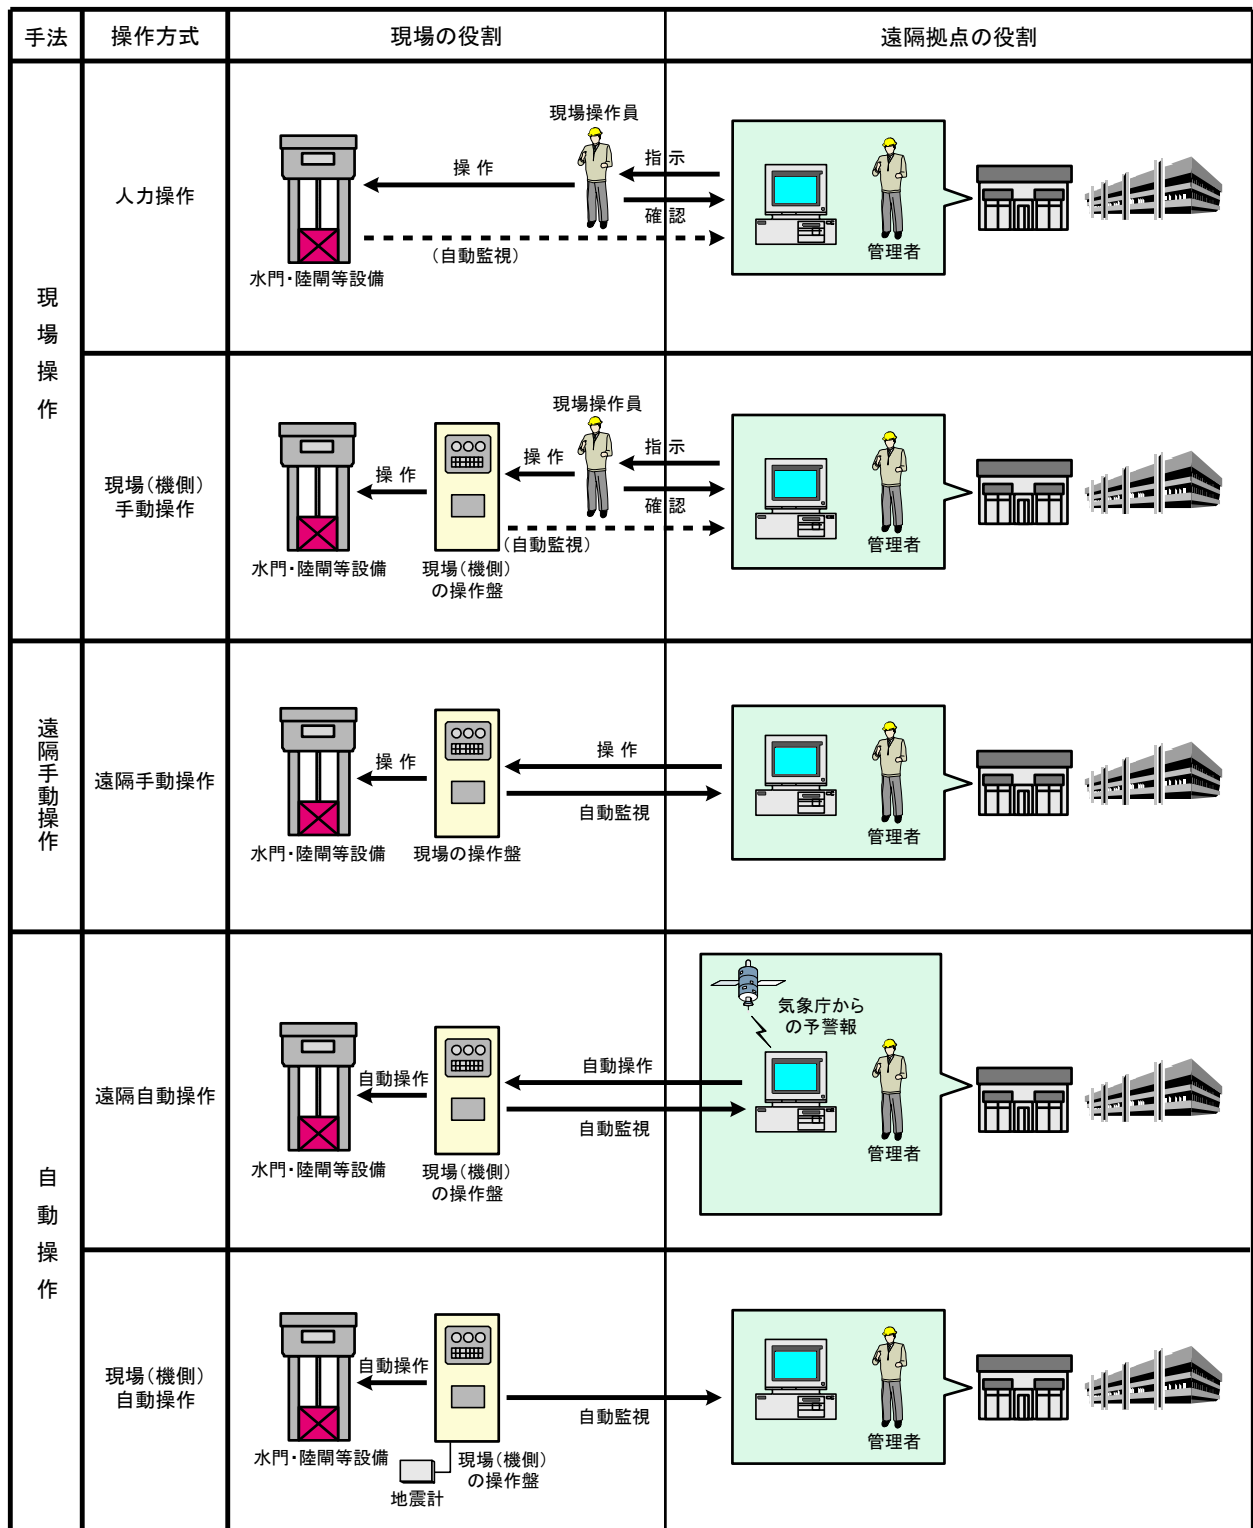 手法
操作方式
現場の役割
遠隔拠点の役割
現場操作
人力操作
現場操作員
操 作
指 示
確 認
(自動監視)
水門・陸閘等設備
管理者
現場(機側)
手動操作
現場操作員
操 作
操 作
指 示
確 認
(自動監視)
水門・陸閘等設備
現場(機側)
の操作盤
管理者
遠隔手動操作
遠隔手動操作
操 作
操 作
自動監視
水門・陸閘等設備
現場の操作盤
管理者
自動操作
遠隔自動操作
気象庁から
の予警報
自動操作
自動操作
自動監視
水門・陸閘等設備
現場(機側)
の操作盤
管理者
現場(機側)
自動操作
自動操作
自動監視
水門・陸閘等設備
現場(機側)
の操作盤
地震計
管理者